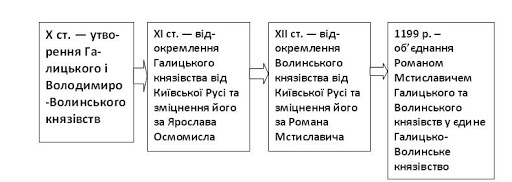 X ст. — утво-
рення Га-
лицького і
Володимиро
-Волинського
князівств
XI ст. — від-
окремлення
Галицького
князівства від
Київської Русі та
зміцнення його
за Ярослава
Осмомисла
XII ст. — від-
окремлення
Волинського
князівства від
Київської Русі та
зміцнення його
за Романа
Мстиславича
1199 р. –
об’єднання
Романом
Мстиславичем
Галицького та
Волинського
князівств у єдине
Галицько-
Волинське
князівство